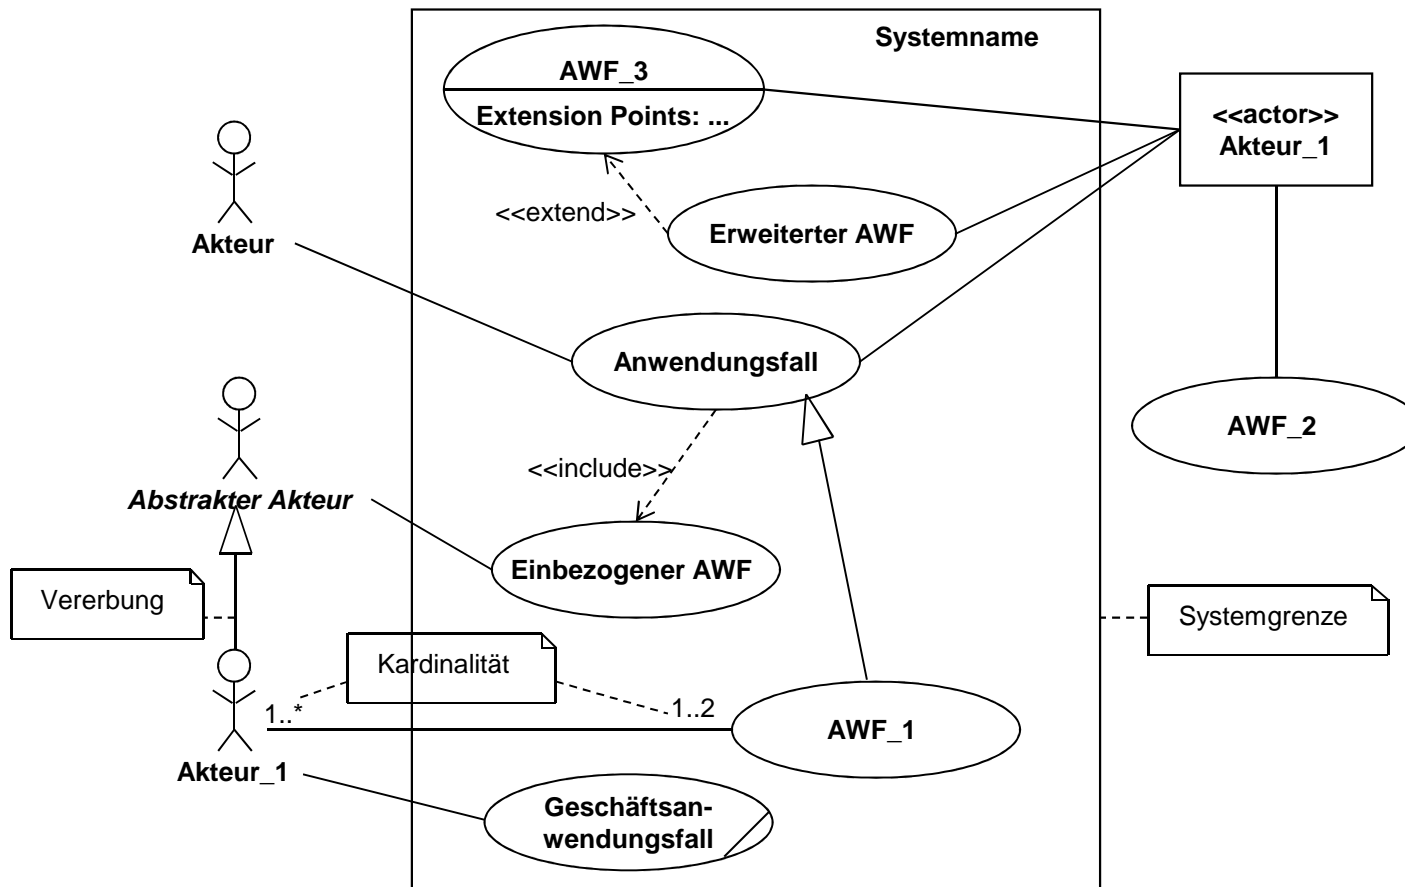 Systemname
AWF_3
Extension Points: ...
<<actor>>
Akteur_1
<<extend>>
Erweiterter AWF
Akteur
Anwendungsfall
AWF_2
<<include>>
Abstrakter Akteur
Einbezogener AWF
Vererbung
Systemgrenze
Kardinalität
1..*
1..2
AWF_1
Akteur_1
Geschäftsan-
wendungsfall